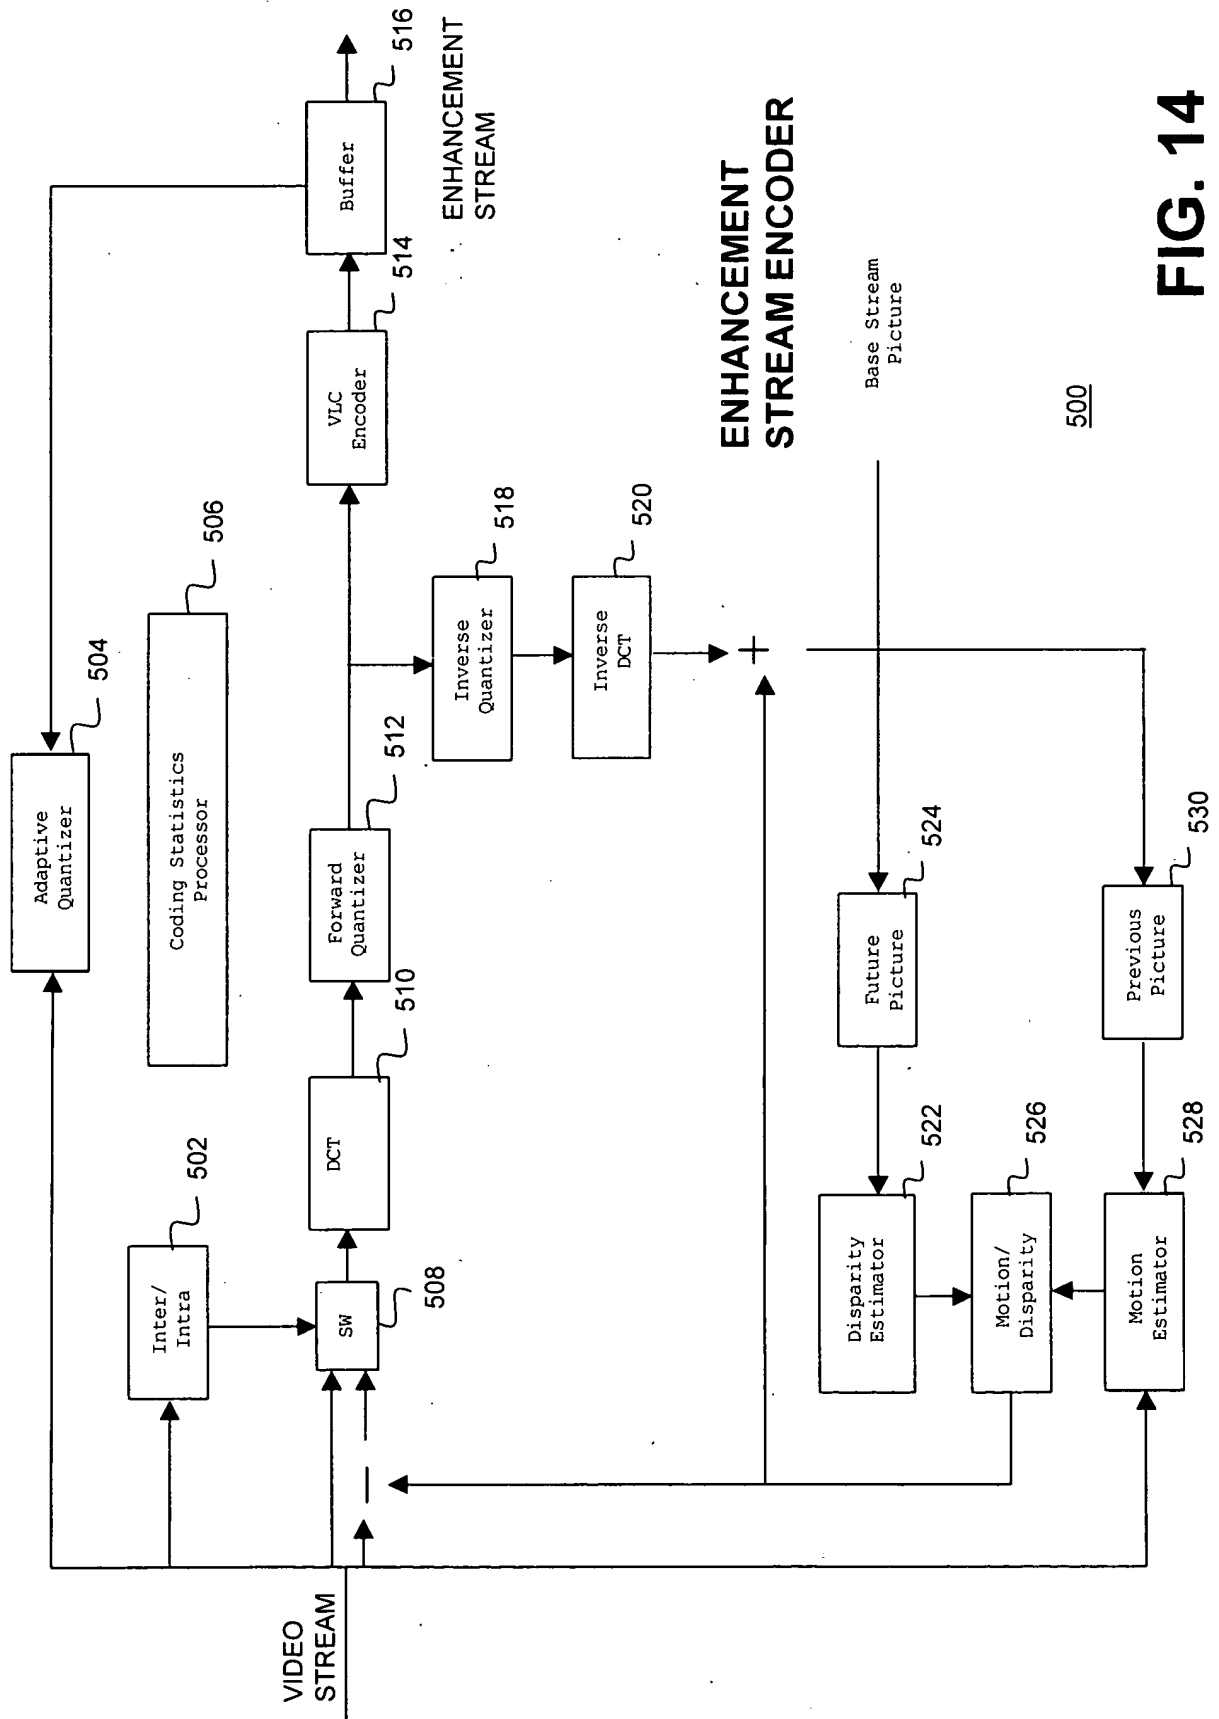 Adaptive
Quantizer
504
Coding Statistics
Processor
506
Inter/
Intra
502
VIDEO
STREAM
SW
508
DCT
510
Forward
Quantizer
512
VLC
Encoder
514
Buffer
516
ENHANCEMENT
STREAM
Inverse
Quantizer
518
Inverse
DCT
520
+
−
ENHANCEMENT
STREAM ENCODER
Base Stream
Picture
Disparity
Estimator
522
Future
Picture
524
Motion/
Disparity
526
Motion
Estimator
528
Previous
Picture
530
500
FIG. 14